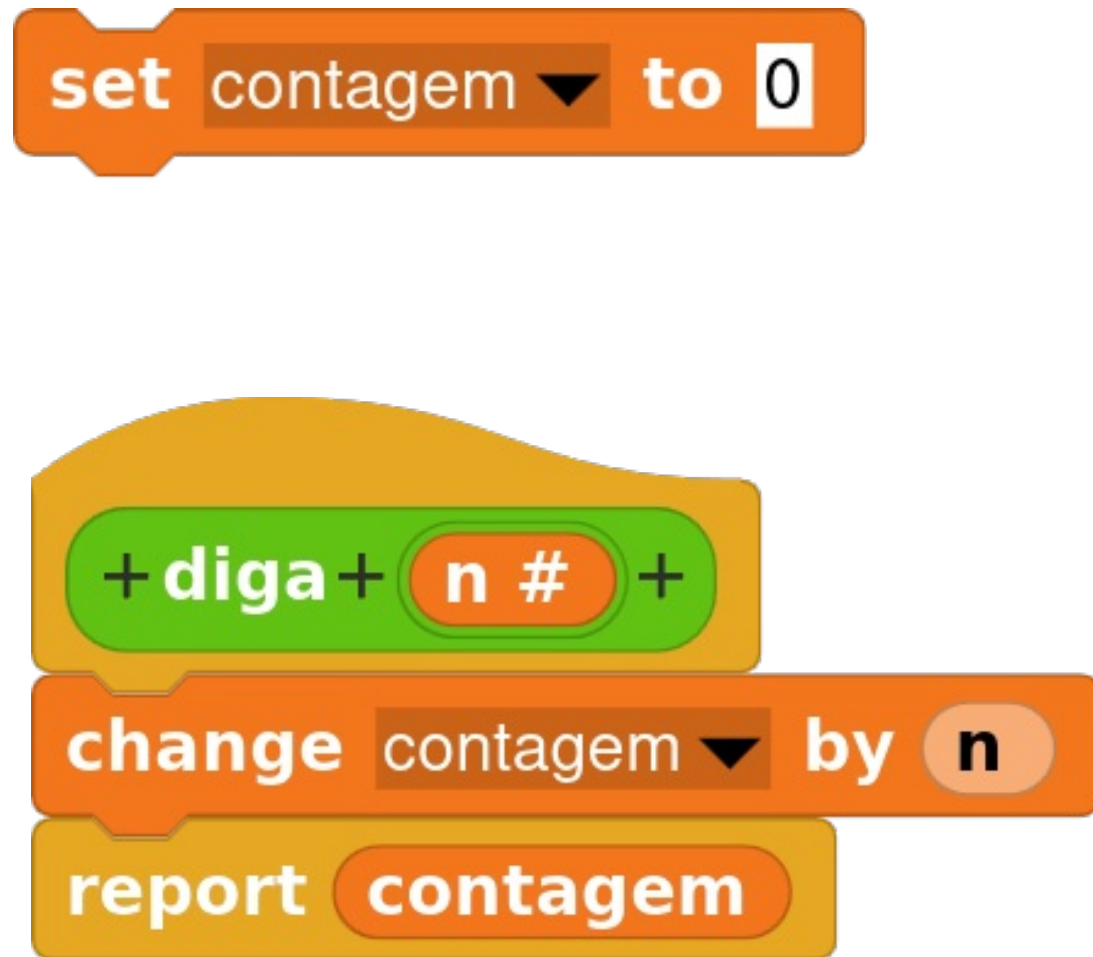 set contagem to 0
+ diga + n # +
change contagem by n
report contagem